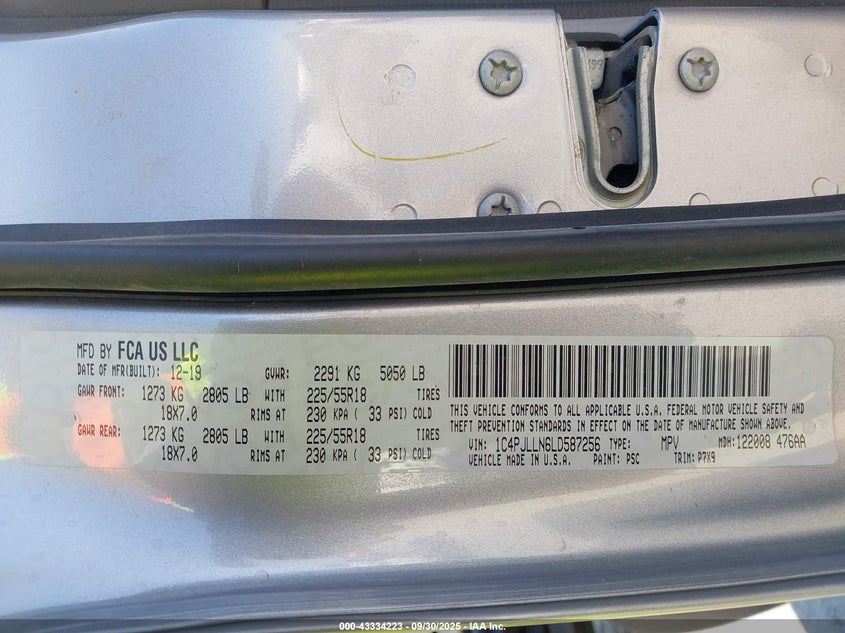 MFD BY FCA US LLC
DATE OF MFR(BUILT): 12-19 GVWR: 2291 KG 5050 LB
GAWR FRONT: 1273 KG 2805 LB WITH 225/55R18 TIRES
18X7.0 RIMS AT 230 KPA ( 33 PSI) COLD
GAWR REAR: 1273 KG 2805 LB WITH 225/55R18 TIRES
18X7.0 RIMS AT 230 KPA ( 33 PSI) COLD
THIS VEHICLE CONFORMS TO ALL APPLICABLE U.S.A. FEDERAL MOTOR VEHICLE SAFETY AND
THEFT PREVENTION STANDARDS IN EFFECT ON THE DATE OF MANUFACTURE SHOWN ABOVE.
VIN: 1C4PJLLN6LD587256 TYPE: MPV MDH: 122008 476AA
VEHICLE MADE IN U.S.A. PAINT: PSC TRIM: P7X9
000-43334223 - 09/30/2025 - IAA Inc.